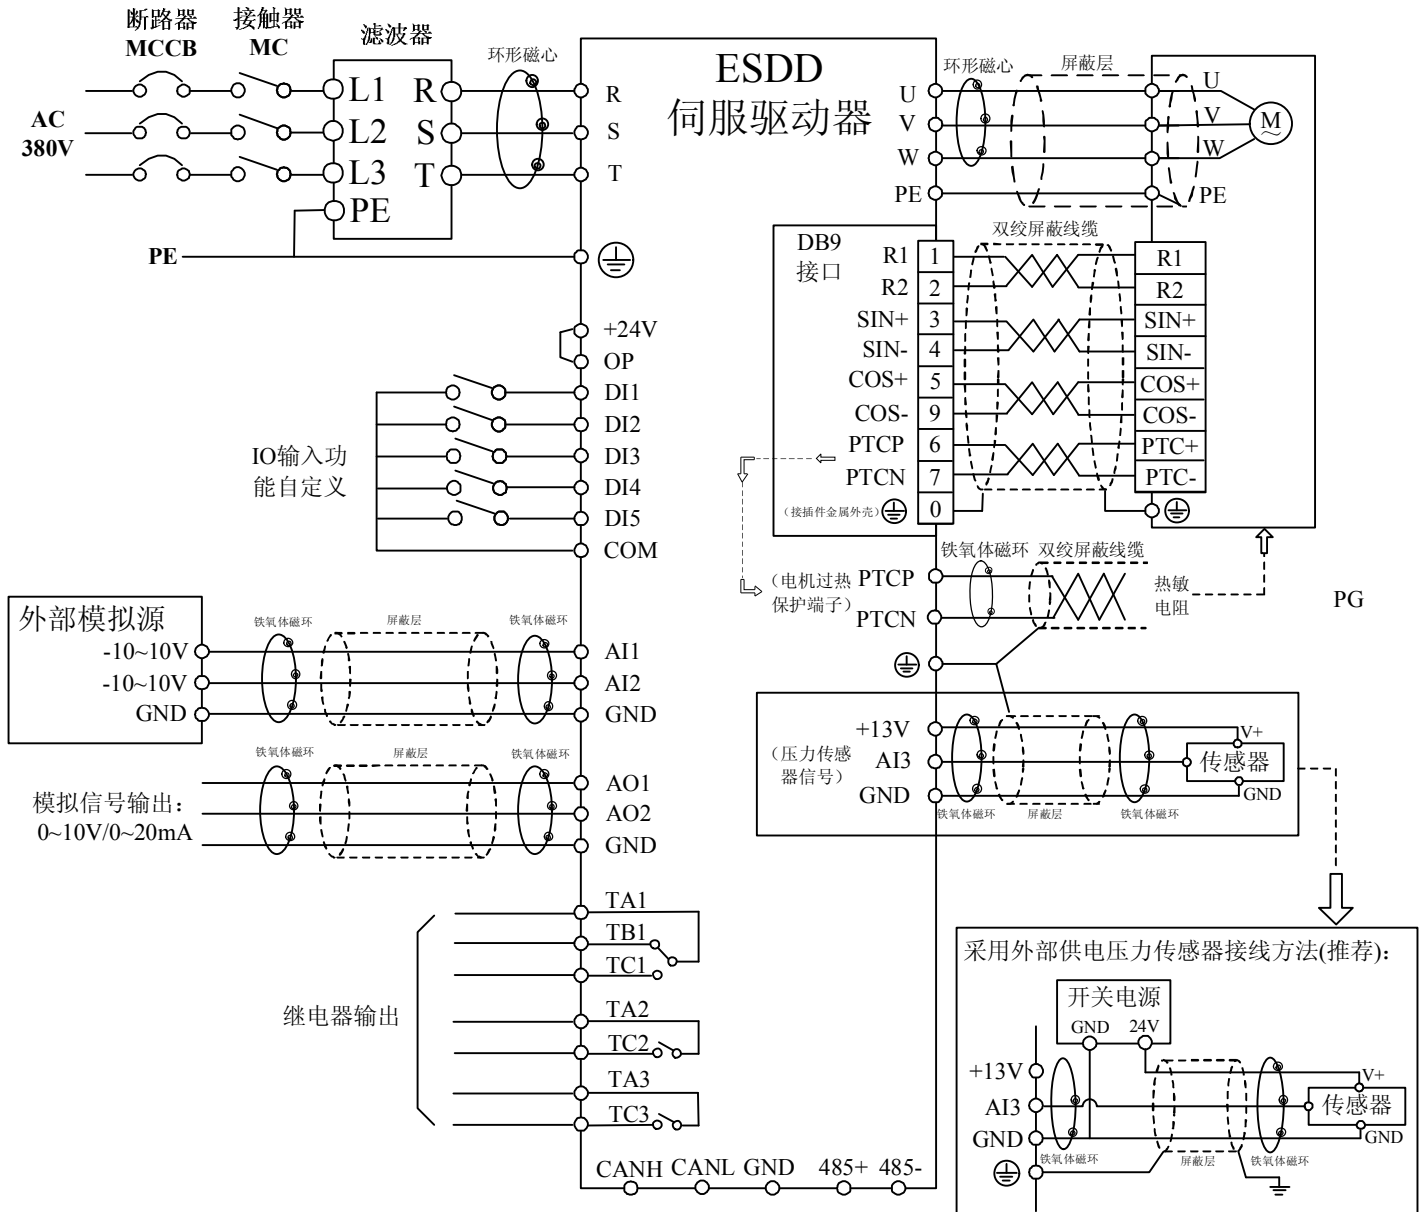 断路器
MCCB
接触器
MC
滤波器
环形磁心
ESDD
伺服驱动器
环形磁心
屏蔽层
AC
380V
L1
L2
L3
PE
R
S
T
R
S
T
PE
U
V
W
PE
U
V
W
PE
M
~
DB9
接口
双绞屏蔽线缆
R1 1 R1
R2 2 R2
SIN+ 3 SIN+
SIN- 4 SIN-
COS+ 5 COS+
COS- 9 COS-
PTCP 6 PTC+
PTCN 7 PTC-
（接插件金属外壳） 0
+24V
OP
DI1
DI2
DI3
DI4
DI5
COM
IO输入功
能自定义
铁氧体磁环
双绞屏蔽线缆
（电机过热
保护端子）
PTCP
PTCN
热敏
电阻
PG
外部模拟源
-10~10V
-10~10V
GND
铁氧体磁环
屏蔽层
铁氧体磁环
AI1
AI2
GND
铁氧体磁环
屏蔽层
铁氧体磁环
模拟信号输出：
0~10V/0~20mA
AO1
AO2
GND
（压力传感
器信号）
+13V
AI3
GND
V+
传感器
GND
铁氧体磁环
屏蔽层
铁氧体磁环
继电器输出
TA1
TB1
TC1
TA2
TC2
TA3
TC3
CANH CANL GND 485+ 485-
采用外部供电压力传感器接线方法(推荐)：
开关电源
GND 24V
+13V
AI3
GND
V+
传感器
GND
铁氧体磁环
屏蔽层
铁氧体磁环